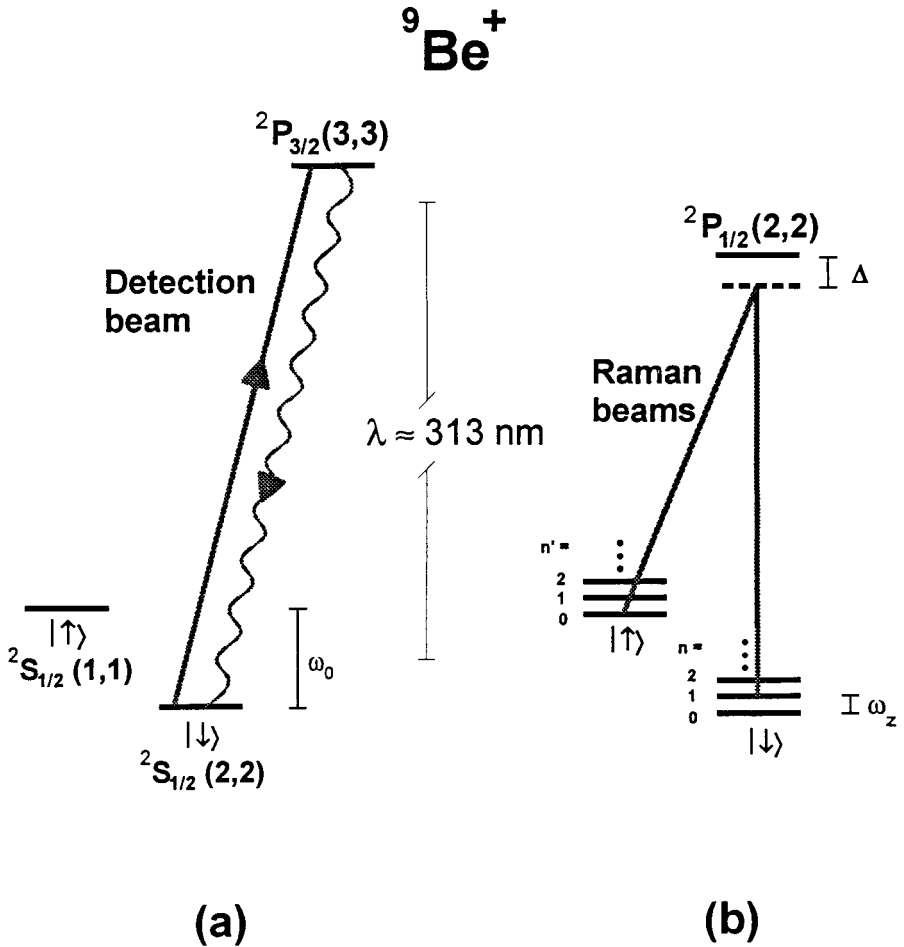 ⁹Be⁺
²P₃/₂(3,3)
Detection
beam
λ ≈ 313 nm
|↑⟩
²S₁/₂ (1,1)
ω₀
|↓⟩
²S₁/₂ (2,2)
(a)
²P₁/₂(2,2)
Δ
Raman
beams
n' =
2
1
0
|↑⟩
n =
2
1
0
ω_z
|↓⟩
(b)